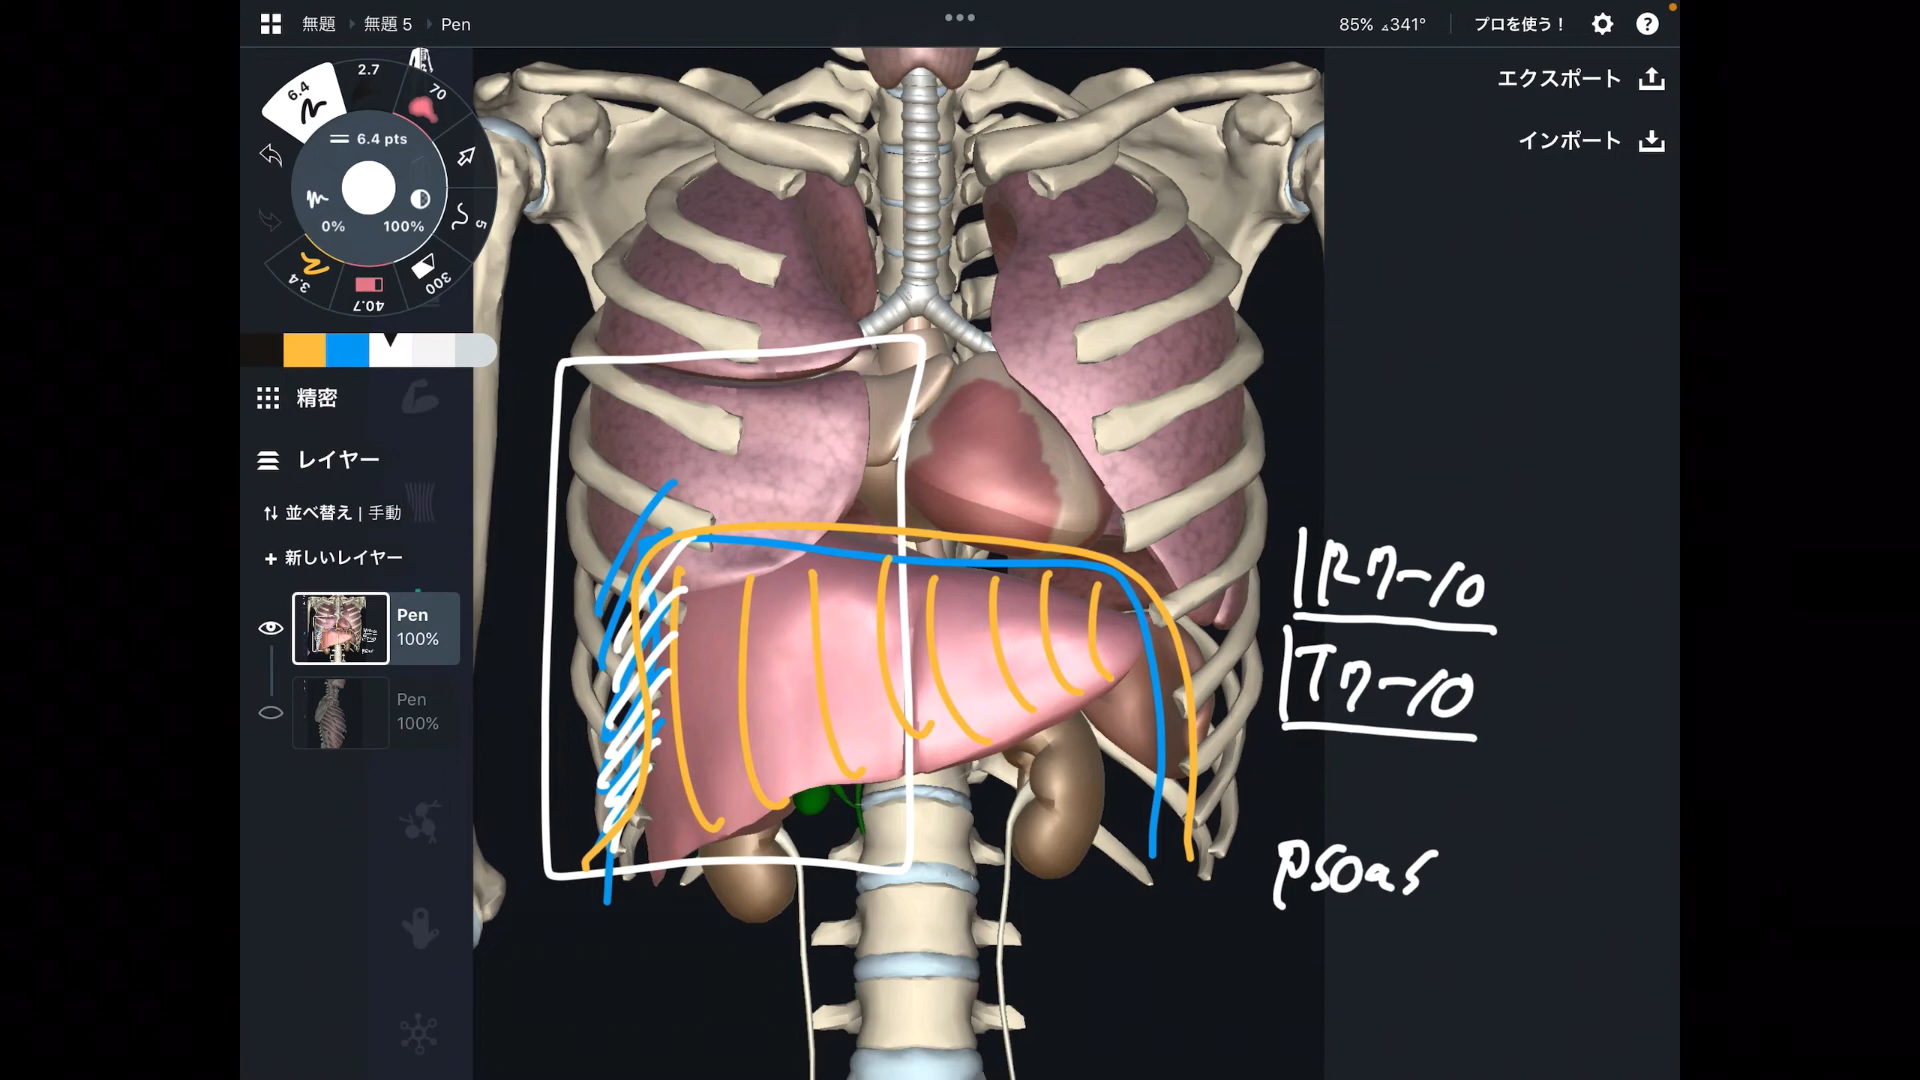 無題 無題 5 Pen
85% ⦨341°
プロを使う！
エクスポート
インポート
6.4
2.7
70
6.4 pts
0%
100%
5
3.4
40.7
300
精密
レイヤー
並べ替え | 手動
+ 新しいレイヤー
Pen
100%
Pen
100%
R7-10
T7-10
psoas